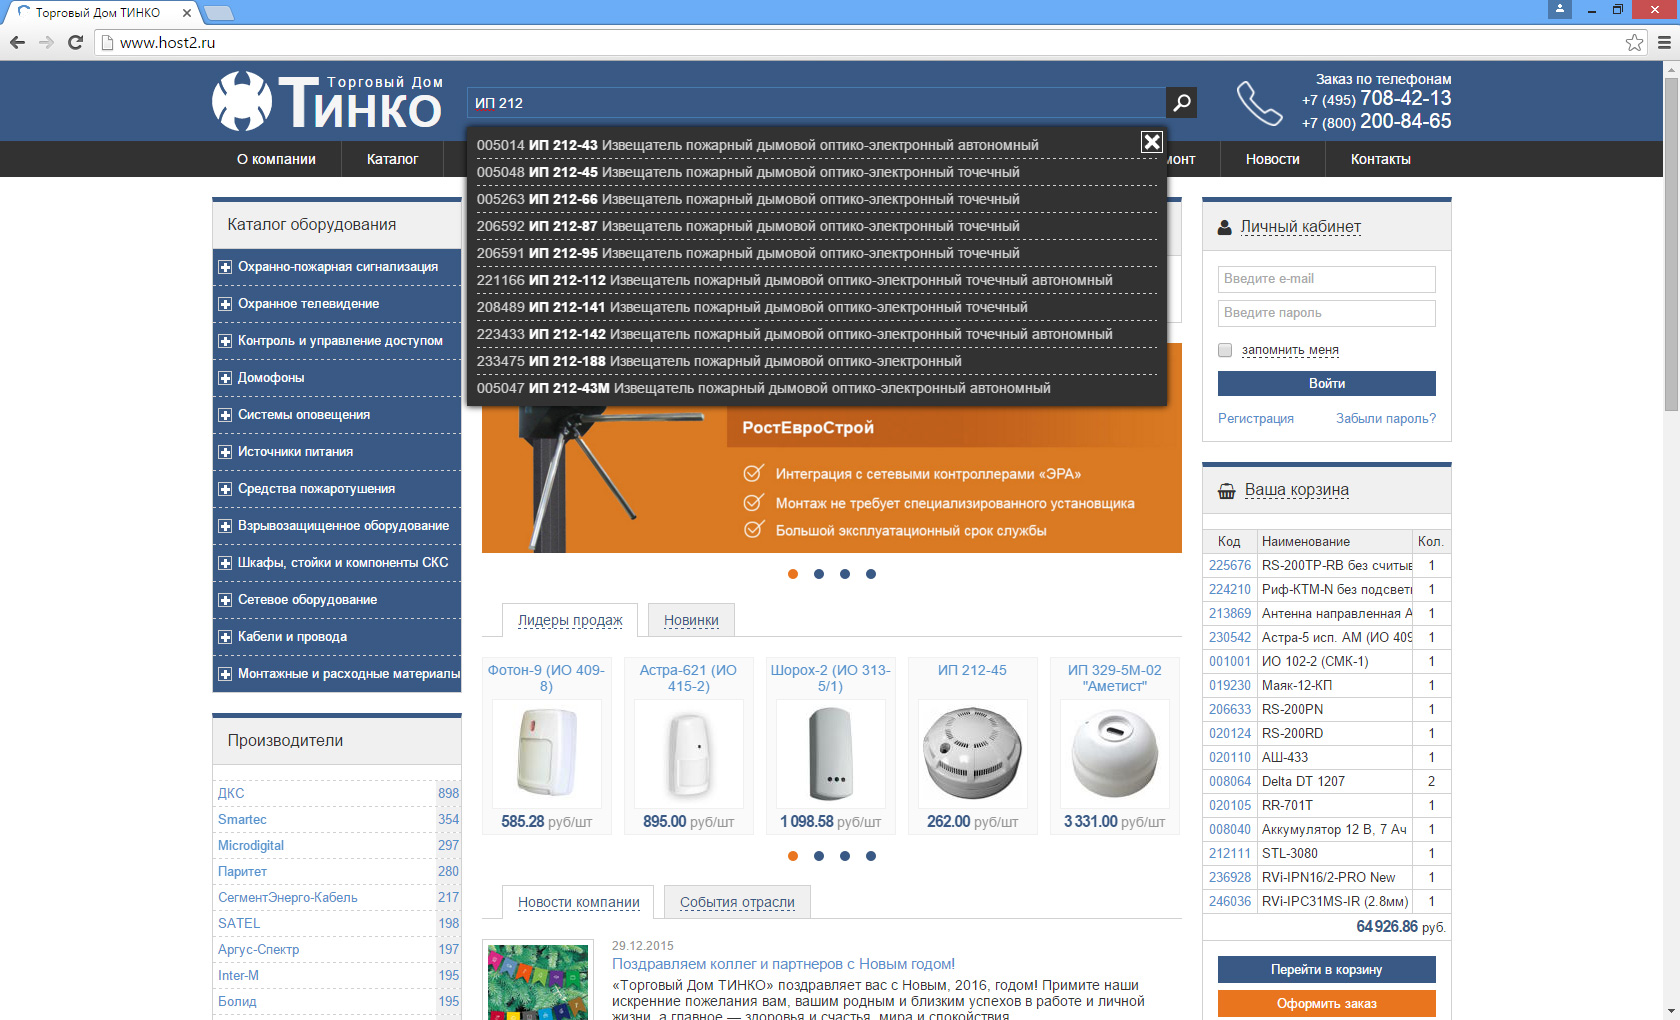 Торговый Дом ТИНКО
www.host2.ru
Торговый Дом
Тинко
ИП 212
Заказ по телефонам
+7 (495) 708-42-13
+7 (800) 200-84-65
О компании
Каталог
монт
Новости
Контакты
005014 ИП 212-43 Извещатель пожарный дымовой оптико-электронный автономный
005048 ИП 212-45 Извещатель пожарный дымовой оптико-электронный точечный
005263 ИП 212-66 Извещатель пожарный дымовой оптико-электронный точечный
206592 ИП 212-87 Извещатель пожарный дымовой оптико-электронный точечный
206591 ИП 212-95 Извещатель пожарный дымовой оптико-электронный точечный
221166 ИП 212-112 Извещатель пожарный дымовой оптико-электронный точечный автономный
208489 ИП 212-141 Извещатель пожарный дымовой оптико-электронный точечный
223433 ИП 212-142 Извещатель пожарный дымовой оптико-электронный точечный автономный
233475 ИП 212-188 Извещатель пожарный дымовой оптико-электронный
005047 ИП 212-43М Извещатель пожарный дымовой оптико-электронный автономный
Каталог оборудования
Охранно-пожарная сигнализация
Охранное телевидение
Контроль и управление доступом
Домофоны
Системы оповещения
Источники питания
Средства пожаротушения
Взрывозащищенное оборудование
Шкафы, стойки и компоненты СКС
Сетевое оборудование
Кабели и провода
Монтажные и расходные материалы
Производители
ДКС 898
Smartec 354
Microdigital 297
Паритет 280
СегментЭнерго-Кабель 217
SATEL 198
Аргус-Спектр 197
Inter-M 195
Болид 195
РостЕвроСтрой
Интеграция с сетевыми контроллерами «ЭРА»
Монтаж не требует специализированного установщика
Большой эксплуатационный срок службы
Лидеры продаж
Новинки
Фотон-9 (ИО 409-
8)
585.28 руб/шт
Астра-621 (ИО
415-2)
895.00 руб/шт
Шорох-2 (ИО 313-
5/1)
1 098.58 руб/шт
ИП 212-45
262.00 руб/шт
ИП 329-5М-02
"Аметист"
3 331.00 руб/шт
Новости компании
События отрасли
29.12.2015
Поздравляем коллег и партнеров с Новым годом!
«Торговый Дом ТИНКО» поздравляет вас с Новым, 2016, годом! Примите наши
искренние пожелания вам, вашим родным и близким успехов в работе и личной
жизни, а главное — здоровья и счастья, мира и спокойствия
Личный кабинет
Введите e-mail
Введите пароль
запомнить меня
Войти
Регистрация
Забыли пароль?
Ваша корзина
Код Наименование Кол.
225676 RS-200TP-RB без считыв 1
224210 Риф-КТМ-N без подсветн 1
213869 Антенна направленная А 1
230542 Астра-5 исп. АМ (ИО 409 1
001001 ИО 102-2 (СМК-1) 1
019230 Маяк-12-КП 1
206633 RS-200PN 1
020124 RS-200RD 1
020110 АШ-433 1
008064 Delta DT 1207 2
020105 RR-701T 1
008040 Аккумулятор 12 В, 7 Ач 1
212111 STL-3080 1
236928 RVi-IPN16/2-PRO New 1
246036 RVi-IPC31MS-IR (2.8мм) 1
64 926.86 руб.
Перейти в корзину
Оформить заказ